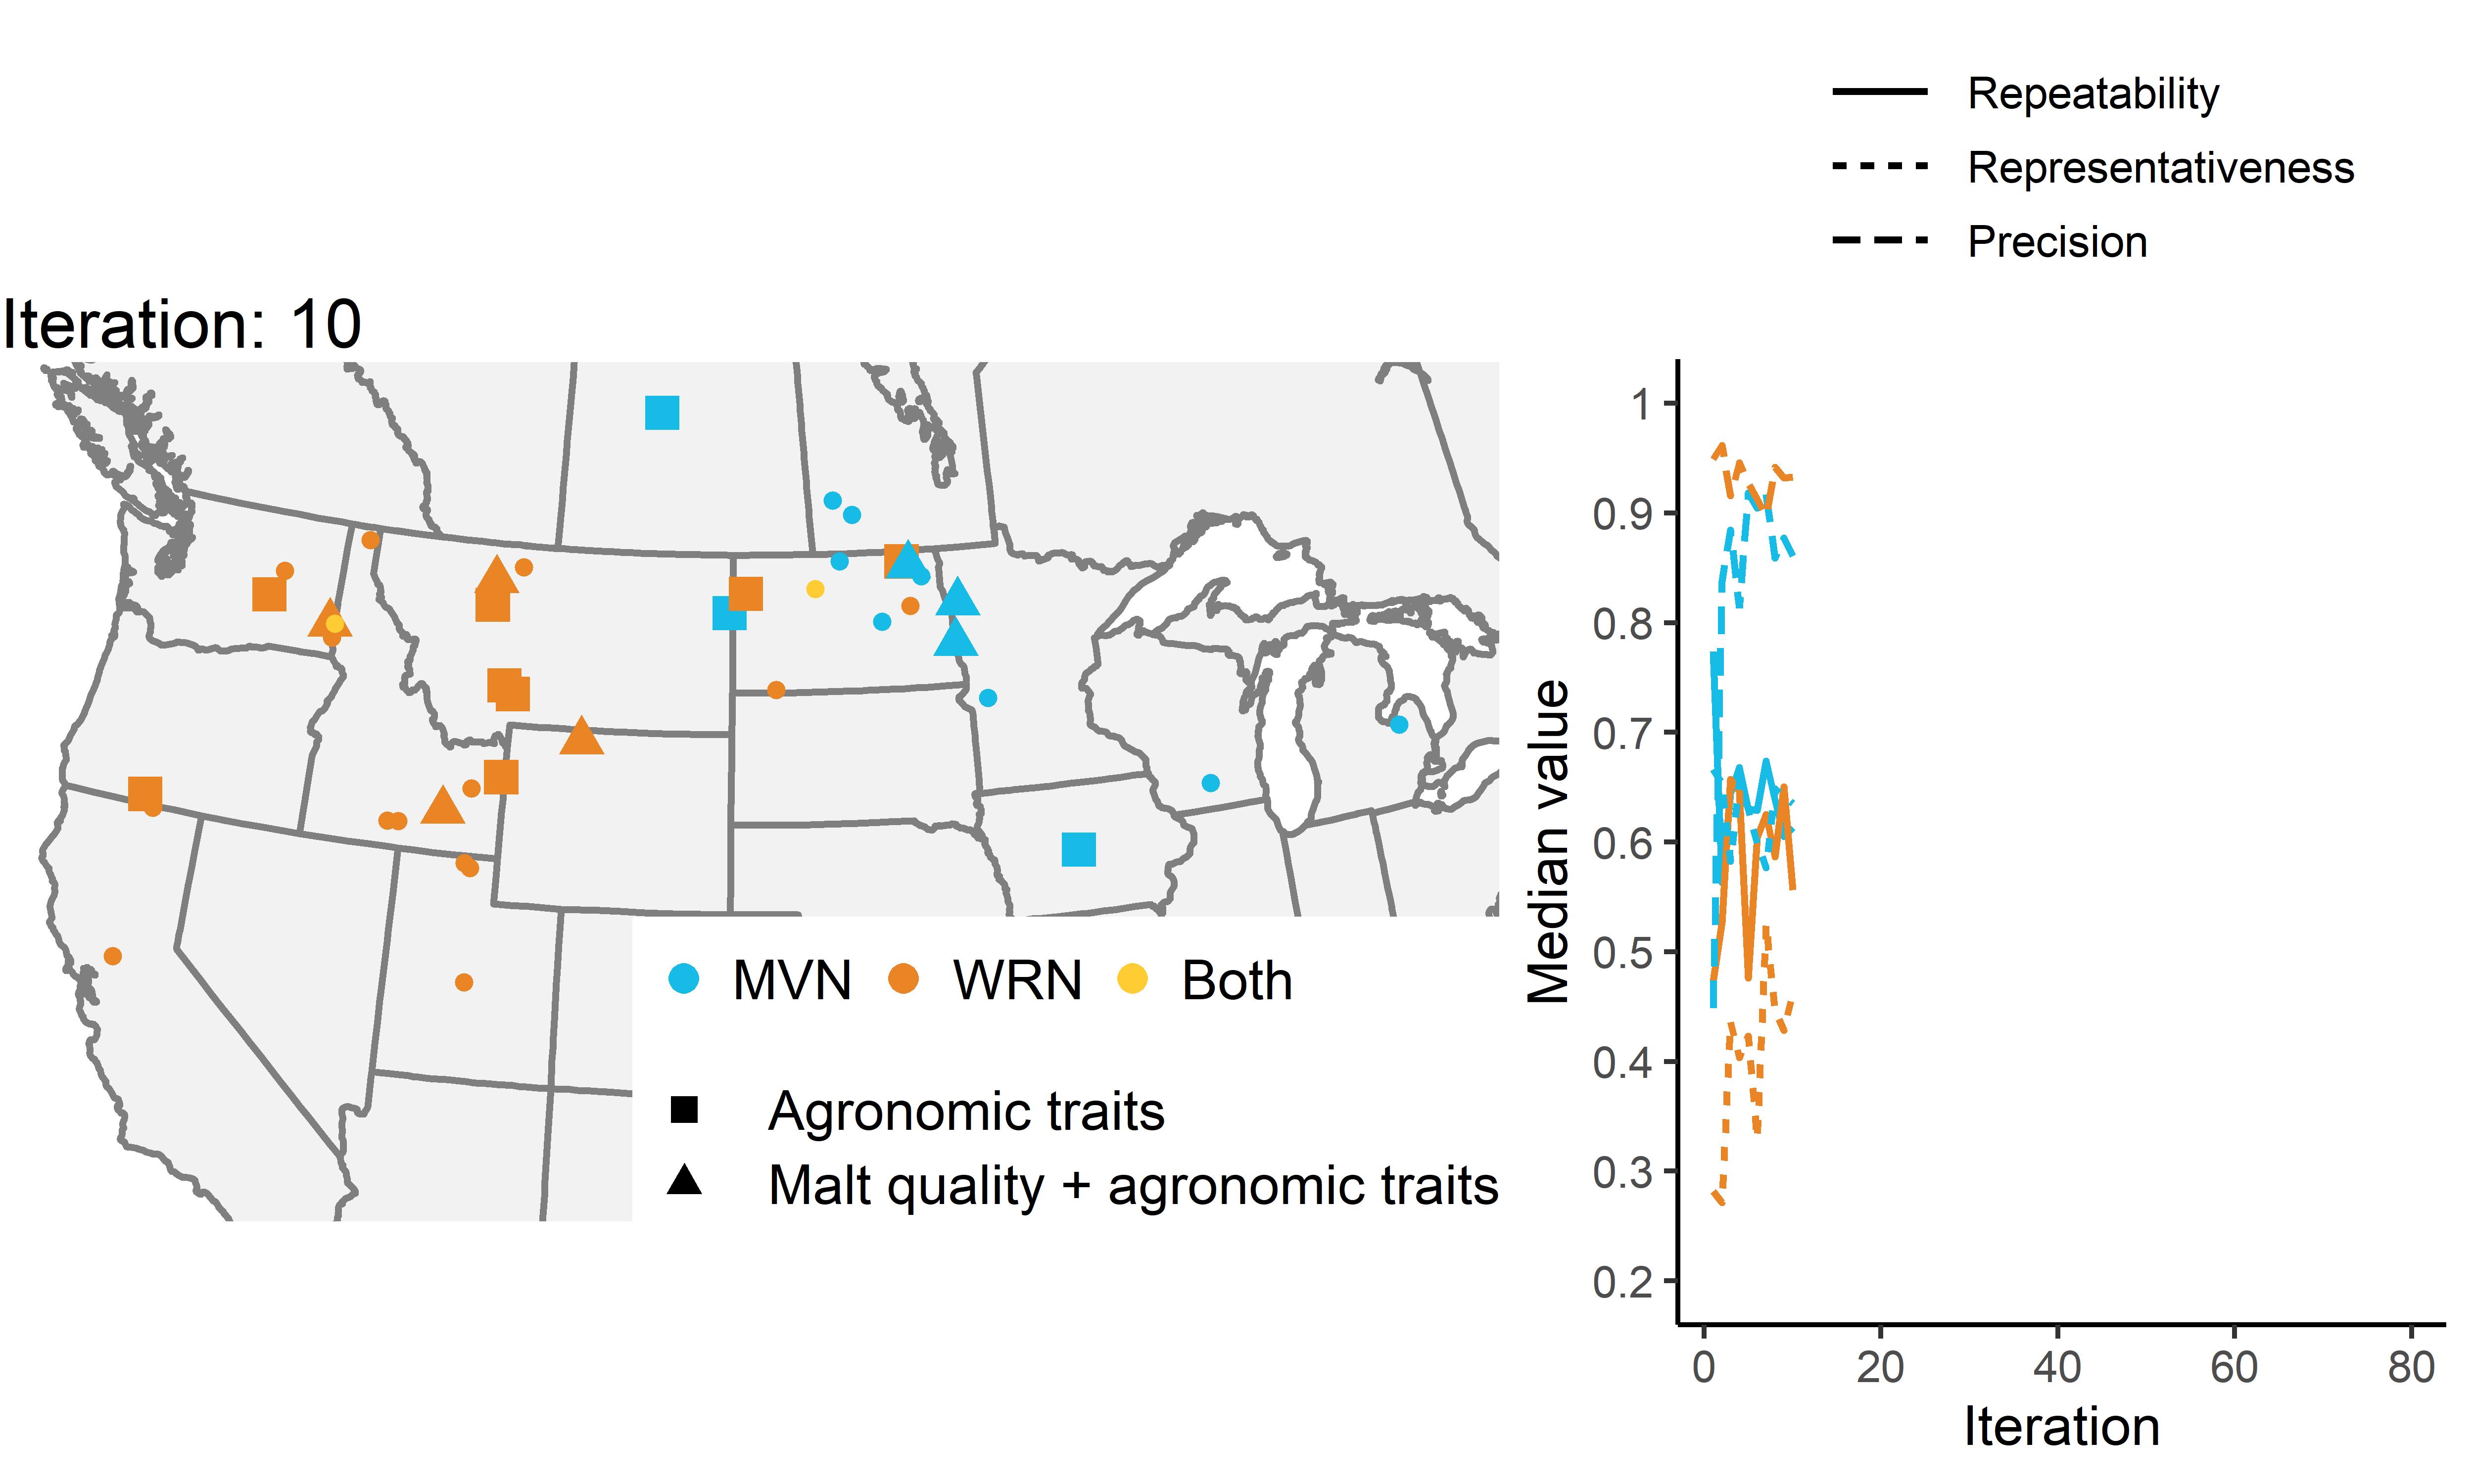 Repeatability
Representativeness
Precision
Iteration: 10
MVN WRN Both
Agronomic traits
Malt quality + agronomic traits
Median value
1
0.9
0.8
0.7
0.6
0.5
0.4
0.3
0.2
0 20 40 60 80
Iteration